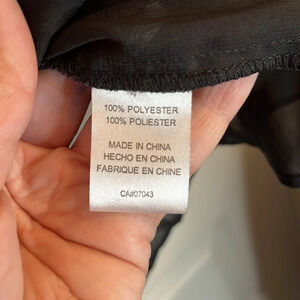 100% POLYESTER
100% POLIESTER
MADE IN CHINA
HECHO EN CHINA
FABRIQUE EN CHINE
CA#07043